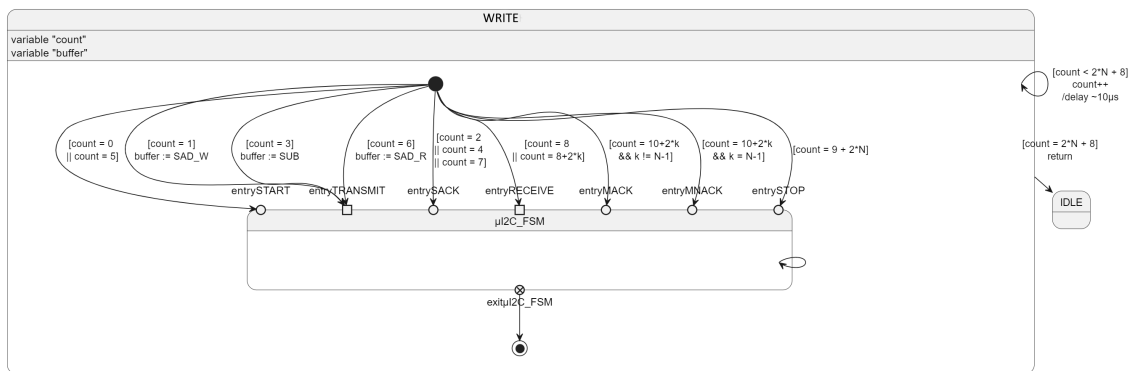 WRITE
variable "count"
variable "buffer"
[count < 2*N + 8]
count++
/delay ~10µs
[count = 0
|| count = 5]
[count = 1]
buffer := SAD_W
[count = 3]
buffer := SUB
[count = 6]
buffer := SAD_R
[count = 2
|| count = 4
|| count = 7]
[count = 8
|| count = 8+2*k]
[count = 10+2*k
&& k != N-1]
[count = 10+2*k
&& k = N-1]
[count = 9 + 2*N]
[count = 2*N + 8]
return
entrySTART
entryTRANSMIT
entrySACK
entryRECEIVE
entryMACK
entryMNACK
entrySTOP
IDLE
µI2C_FSM
exitµI2C_FSM